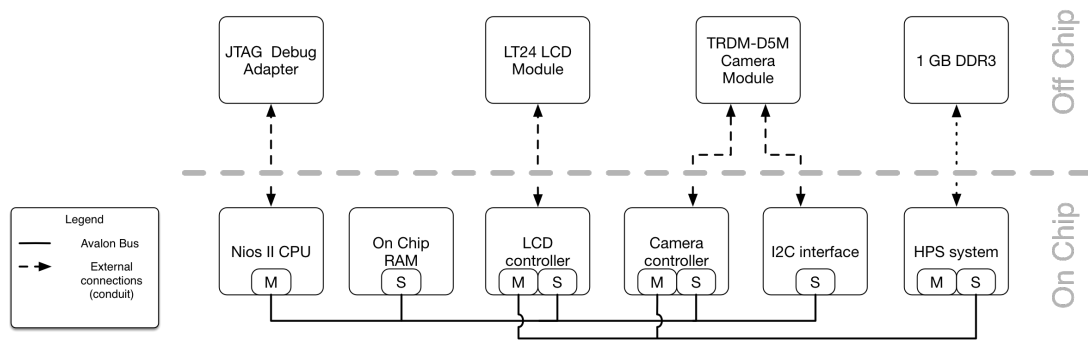 JTAG Debug
Adapter
LT24 LCD
Module
TRDM-D5M
Camera
Module
1 GB DDR3
Off Chip
Legend
Avalon Bus
External
connections
(conduit)
Nios II CPU
M
On Chip
RAM
S
LCD
controller
M S
Camera
controller
M S
I2C interface
S
HPS system
M S
On Chip